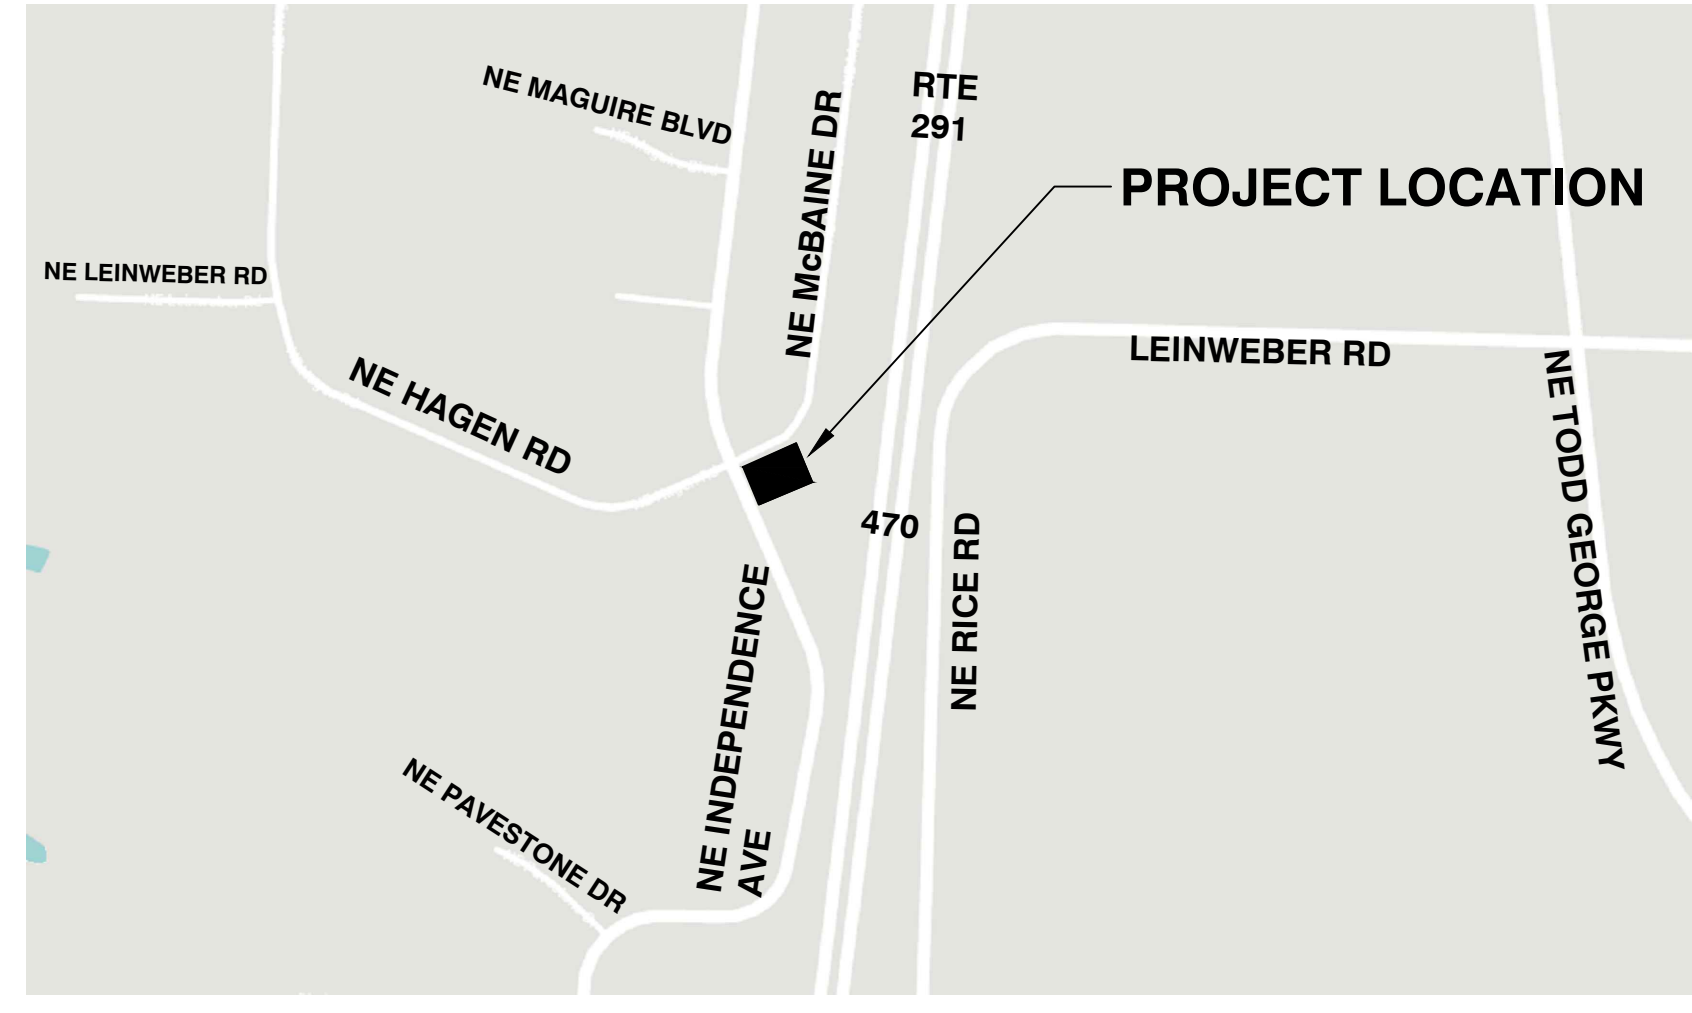 NE MAGUIRE BLVD
NE McBAINE DR
RTE
291
PROJECT LOCATION
NE LEINWEBER RD
LEINWEBER RD
NE HAGEN RD
NE TODD GEORGE PKWY
470
NE RICE RD
NE INDEPENDENCE
AVE
NE PAVESTONE DR